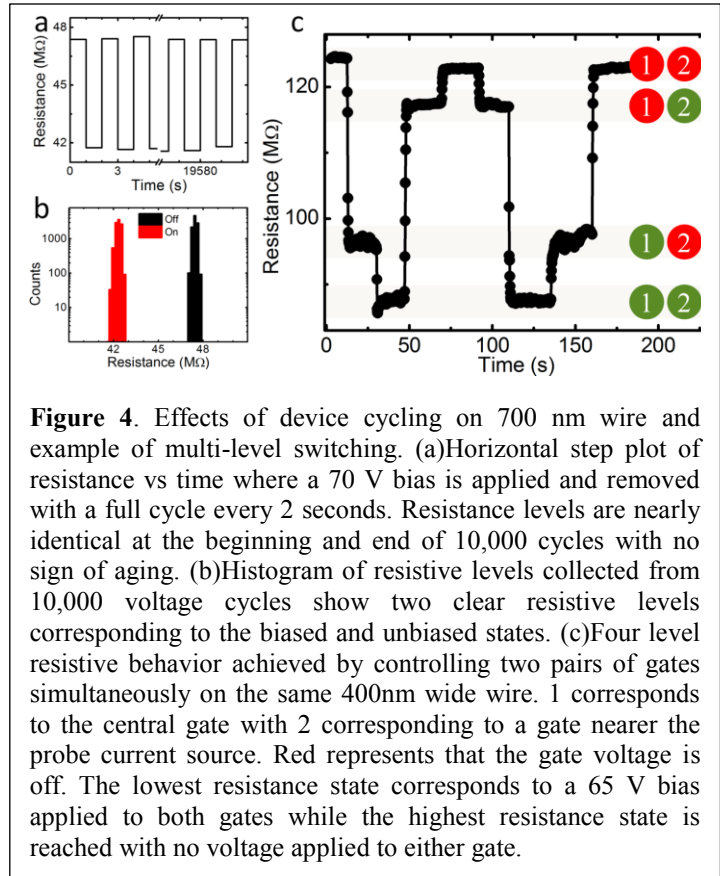 a
48
45
42
Resistance (MΩ)
0
3
19580
Time (s)
b
1000
100
10
Counts
Off
On
42
45
48
Resistance (MΩ)
c
120
100
Resistance (MΩ)
0
50
100
150
200
Time (s)
1 2
1 2
1 2
1 2
Figure 4. Effects of device cycling on 700 nm wire and
example of multi-level switching. (a)Horizontal step plot of
resistance vs time where a 70 V bias is applied and removed
with a full cycle every 2 seconds. Resistance levels are nearly
identical at the beginning and end of 10,000 cycles with no
sign of aging. (b)Histogram of resistive levels collected from
10,000 voltage cycles show two clear resistive levels
corresponding to the biased and unbiased states. (c)Four level
resistive behavior achieved by controlling two pairs of gates
simultaneously on the same 400nm wide wire. 1 corresponds
to the central gate with 2 corresponding to a gate nearer the
probe current source. Red represents that the gate voltage is
off. The lowest resistance state corresponds to a 65 V bias
applied to both gates while the highest resistance state is
reached with no voltage applied to either gate.